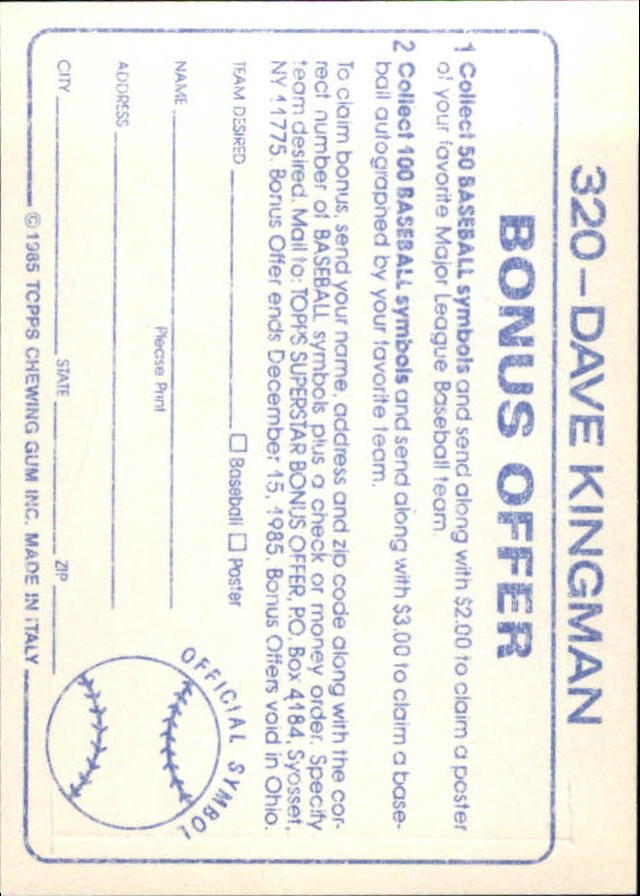 320-DAVE KINGMAN
BONUS OFFER
1 Collect 50 BASEBALL symbols and send along with $2.00 to claim a poster
of your favorite Major League Baseball team.
2 Collect 100 BASEBALL symbols and send along with $3.00 to claim a base-
ball autographed by your favorite team.
To claim bonus, send your name, address and zip code along with the cor-
rect number of BASEBALL symbols plus a check or money order. Specify
team desired. Mail to: TOPPS SUPERSTAR BONUS OFFER, P.O. Box 4184, Syosset,
NY 11775. Bonus Offer ends December 15, 1985. Bonus Offers void in Ohio.
TEAM DESIRED ☐ Baseball ☐ Poster
NAME
Please Print
ADDRESS
CITY STATE ZIP
OFFICIAL SYMBOL
© 1985 TOPPS CHEWING GUM INC. MADE IN ITALY